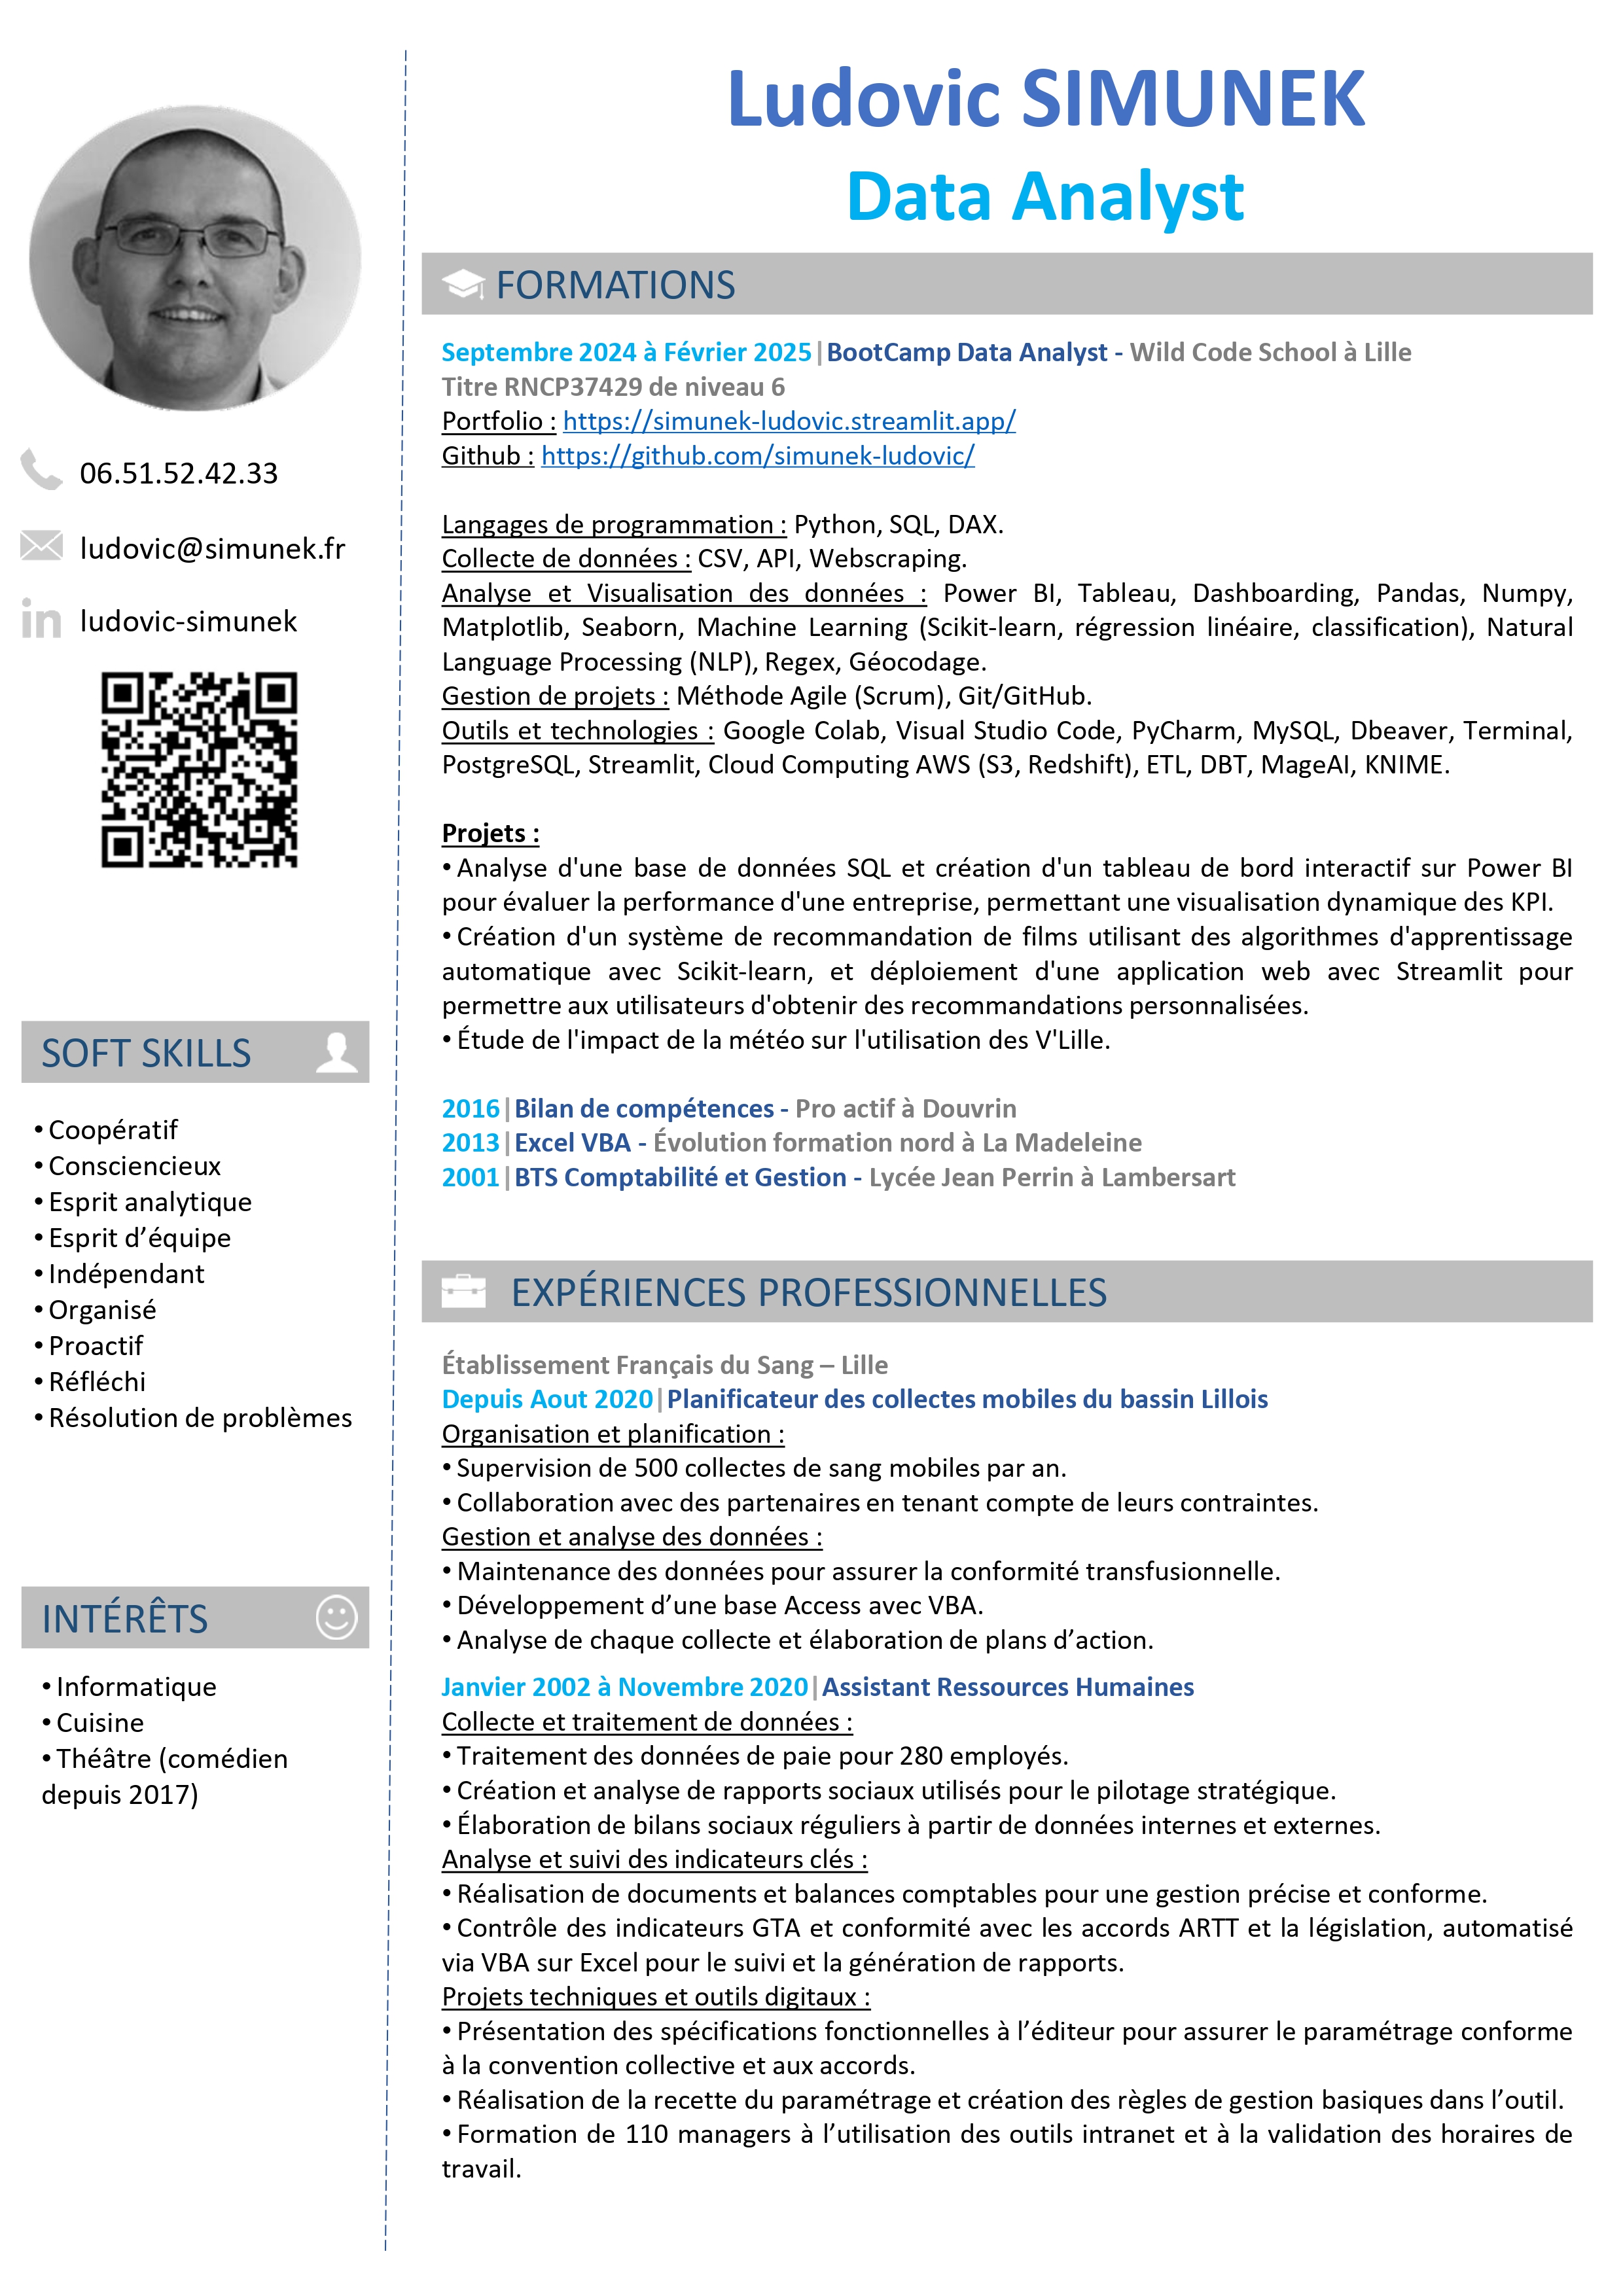 Ludovic SIMUNEK
Data Analyst
06.51.52.42.33
ludovic@simunek.fr
in ludovic-simunek
SOFT SKILLS
• Coopératif
• Consciencieux
• Esprit analytique
• Esprit d’équipe
• Indépendant
• Organisé
• Proactif
• Réfléchi
• Résolution de problèmes
INTÉRÊTS
• Informatique
• Cuisine
• Théâtre (comédien
depuis 2017)
FORMATIONS
Septembre 2024 à Février 2025|BootCamp Data Analyst - Wild Code School à Lille
Titre RNCP37429 de niveau 6
Portfolio : https://simunek-ludovic.streamlit.app/
Github : https://github.com/simunek-ludovic/
Langages de programmation : Python, SQL, DAX.
Collecte de données : CSV, API, Webscraping.
Analyse et Visualisation des données : Power BI, Tableau, Dashboarding, Pandas, Numpy,
Matplotlib, Seaborn, Machine Learning (Scikit-learn, régression linéaire, classification), Natural
Language Processing (NLP), Regex, Géocodage.
Gestion de projets : Méthode Agile (Scrum), Git/GitHub.
Outils et technologies : Google Colab, Visual Studio Code, PyCharm, MySQL, Dbeaver, Terminal,
PostgreSQL, Streamlit, Cloud Computing AWS (S3, Redshift), ETL, DBT, MageAI, KNIME.
Projets :
• Analyse d'une base de données SQL et création d'un tableau de bord interactif sur Power BI
pour évaluer la performance d'une entreprise, permettant une visualisation dynamique des KPI.
• Création d'un système de recommandation de films utilisant des algorithmes d'apprentissage
automatique avec Scikit-learn, et déploiement d'une application web avec Streamlit pour
permettre aux utilisateurs d'obtenir des recommandations personnalisées.
• Étude de l'impact de la météo sur l'utilisation des V'Lille.
2016|Bilan de compétences - Pro actif à Douvrin
2013|Excel VBA - Évolution formation nord à La Madeleine
2001|BTS Comptabilité et Gestion - Lycée Jean Perrin à Lambersart
EXPÉRIENCES PROFESSIONNELLES
Établissement Français du Sang – Lille
Depuis Aout 2020|Planificateur des collectes mobiles du bassin Lillois
Organisation et planification :
• Supervision de 500 collectes de sang mobiles par an.
• Collaboration avec des partenaires en tenant compte de leurs contraintes.
Gestion et analyse des données :
• Maintenance des données pour assurer la conformité transfusionnelle.
• Développement d’une base Access avec VBA.
• Analyse de chaque collecte et élaboration de plans d’action.
Janvier 2002 à Novembre 2020|Assistant Ressources Humaines
Collecte et traitement de données :
• Traitement des données de paie pour 280 employés.
• Création et analyse de rapports sociaux utilisés pour le pilotage stratégique.
• Élaboration de bilans sociaux réguliers à partir de données internes et externes.
Analyse et suivi des indicateurs clés :
• Réalisation de documents et balances comptables pour une gestion précise et conforme.
• Contrôle des indicateurs GTA et conformité avec les accords ARTT et la législation, automatisé
via VBA sur Excel pour le suivi et la génération de rapports.
Projets techniques et outils digitaux :
• Présentation des spécifications fonctionnelles à l’éditeur pour assurer le paramétrage conforme
à la convention collective et aux accords.
• Réalisation de la recette du paramétrage et création des règles de gestion basiques dans l’outil.
• Formation de 110 managers à l’utilisation des outils intranet et à la validation des horaires de
travail.